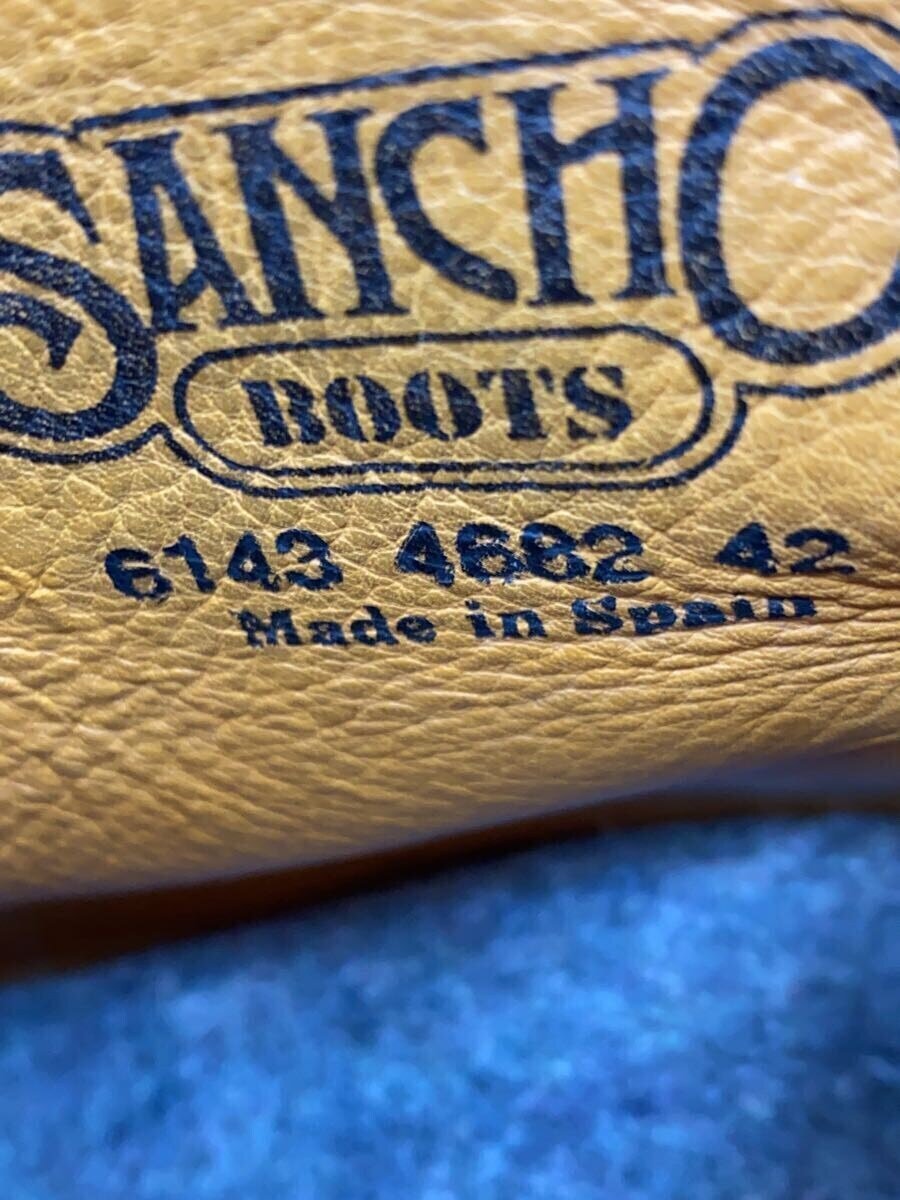 SANCHO
BOOTS
6143 4682 42
Made in Spain